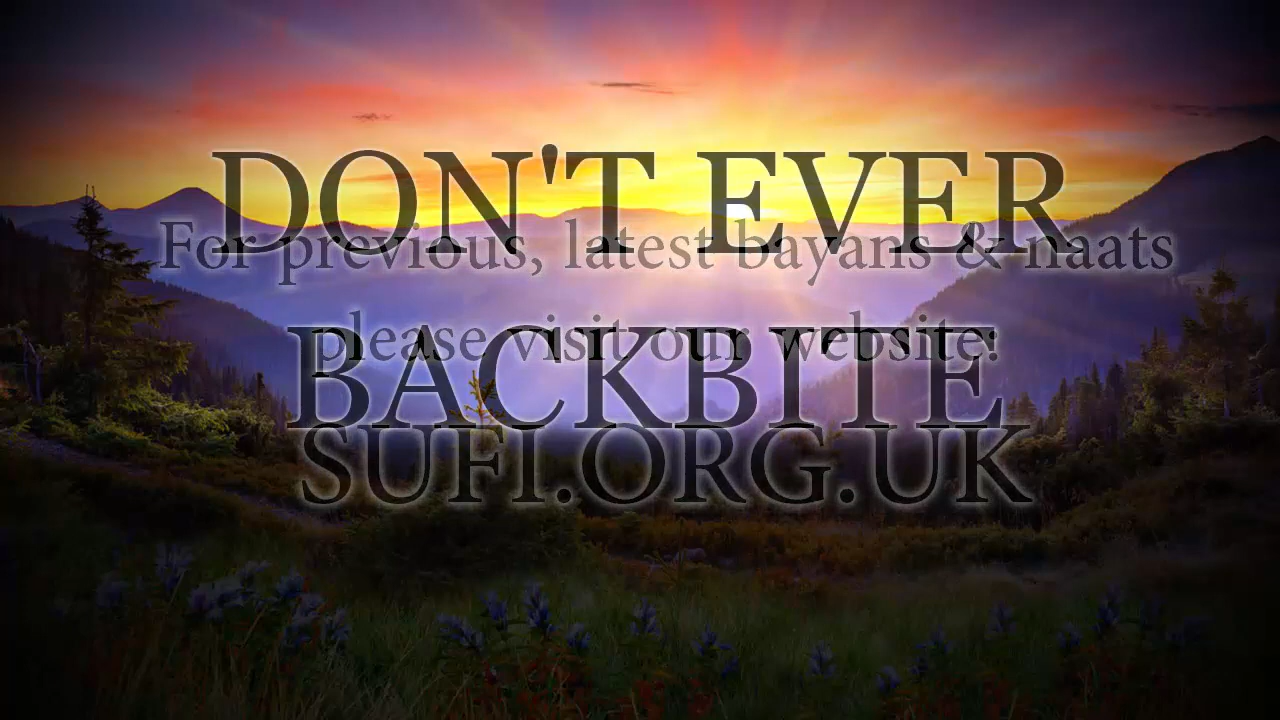 DON'T EVER
BACKBITE
For previous, latest bayans & naats
please visit our website:
SUFI.ORG.UK